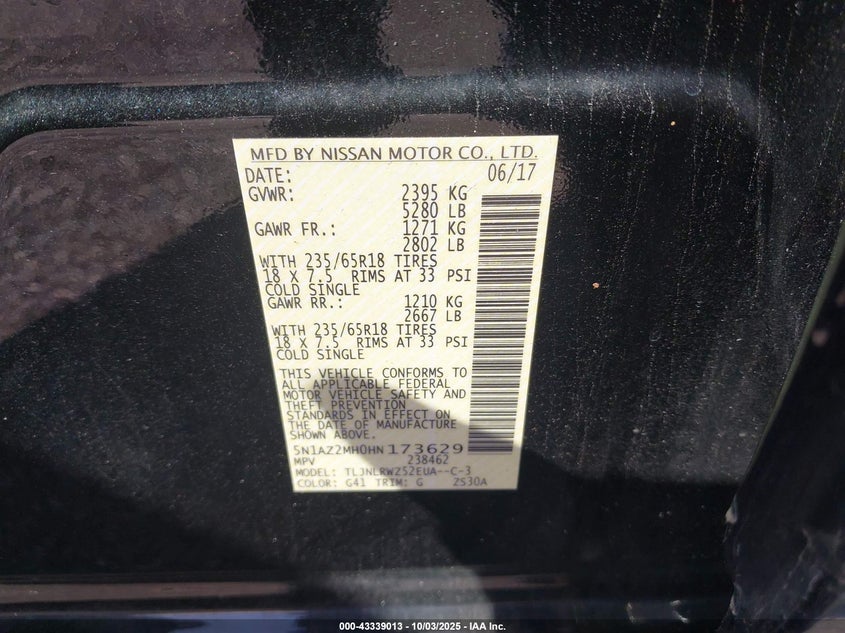 MFD BY NISSAN MOTOR CO., LTD.
DATE: 06/17
GVWR: 2395 KG
5280 LB
GAWR FR.: 1271 KG
2802 LB
WITH 235/65R18 TIRES
18 X 7.5 RIMS AT 33 PSI
COLD SINGLE
GAWR RR.: 1210 KG
2667 LB
WITH 235/65R18 TIRES
18 X 7.5 RIMS AT 33 PSI
COLD SINGLE
THIS VEHICLE CONFORMS TO
ALL APPLICABLE FEDERAL
MOTOR VEHICLE SAFETY AND
THEFT PREVENTION
STANDARDS IN EFFECT ON
THE DATE OF MANUFACTURE
SHOWN ABOVE.
5N1AZ2MH0HN173629
MPV 238462
MODEL: TLJNLRWZ52EUA--C-3
COLOR: G41 TRIM: G ZS30A
000-43339013 - 10/03/2025 - IAA Inc.